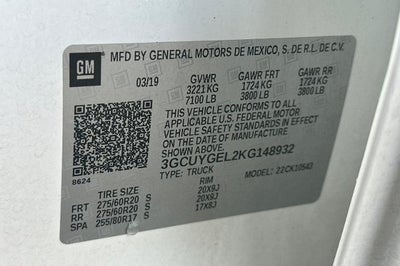 GM
MFD BY GENERAL MOTORS DE MEXICO, S. DE R.L. DE C.V.
03/19 GVWR GAWR FRT GAWR RR
3221 KG 1724 KG 1724 KG
7100 LB 3800 LB 3800 LB
THIS VEHICLE CONFORMS TO ALL
APPLICABLE U.S. FEDERAL MOTOR
VEHICLE SAFETY STANDARDS IN EFFECT ON THE
DATE OF MANUFACTURE SHOWN ABOVE.
3GCUYGEL2KG148932
8624 TYPE: TRUCK MODEL: 22CK10543
TIRE SIZE RIM
FRT 275/60R20 S 20X9J
RR 275/60R20 S 20X9J
SPA 255/80R17 S 17X8J